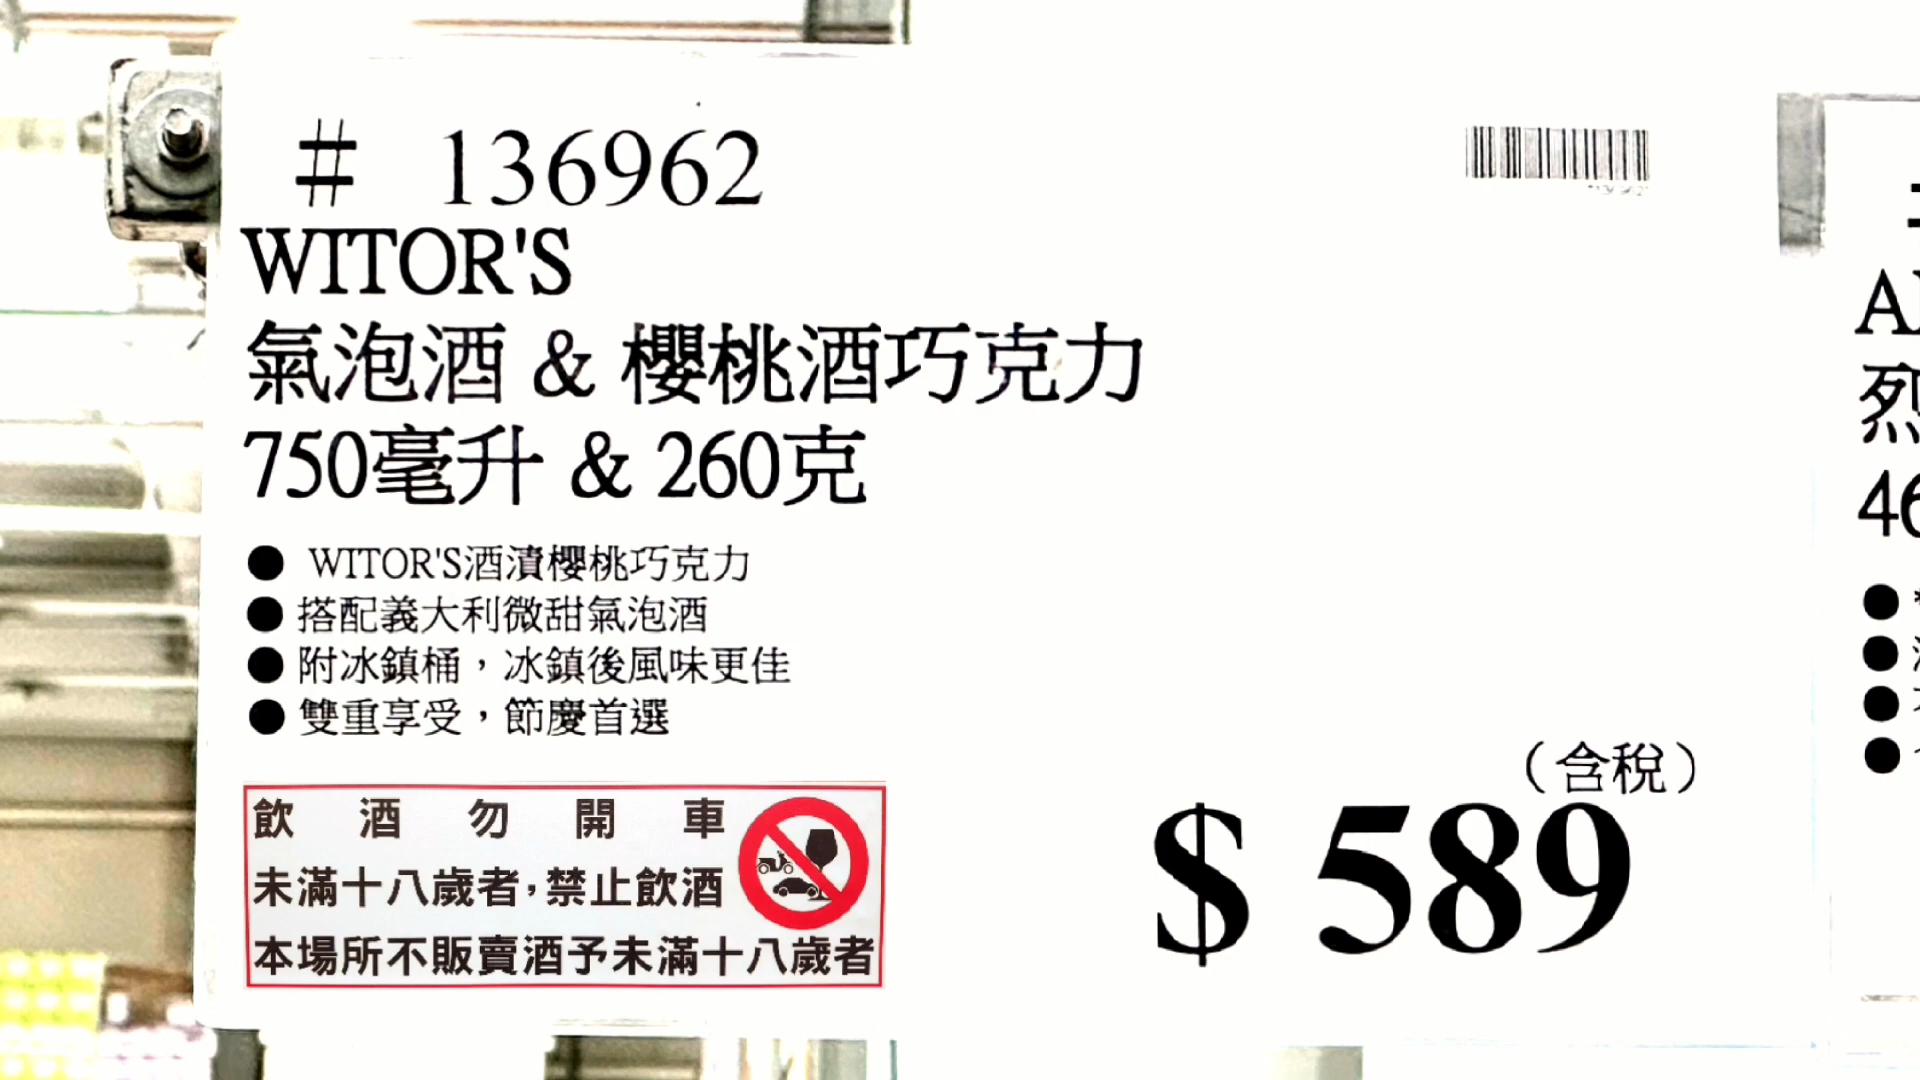 # 136962
WITOR'S
氣泡酒 & 櫻桃酒巧克力
750毫升 & 260克
● WITOR'S酒漬櫻桃巧克力
● 搭配義大利微甜氣泡酒
● 附冰鎮桶，冰鎮後風味更佳
● 雙重享受，節慶首選
(含稅)
$ 589
飲酒勿開車
未滿十八歲者，禁止飲酒
本場所不販賣酒予未滿十八歲者
烈
46